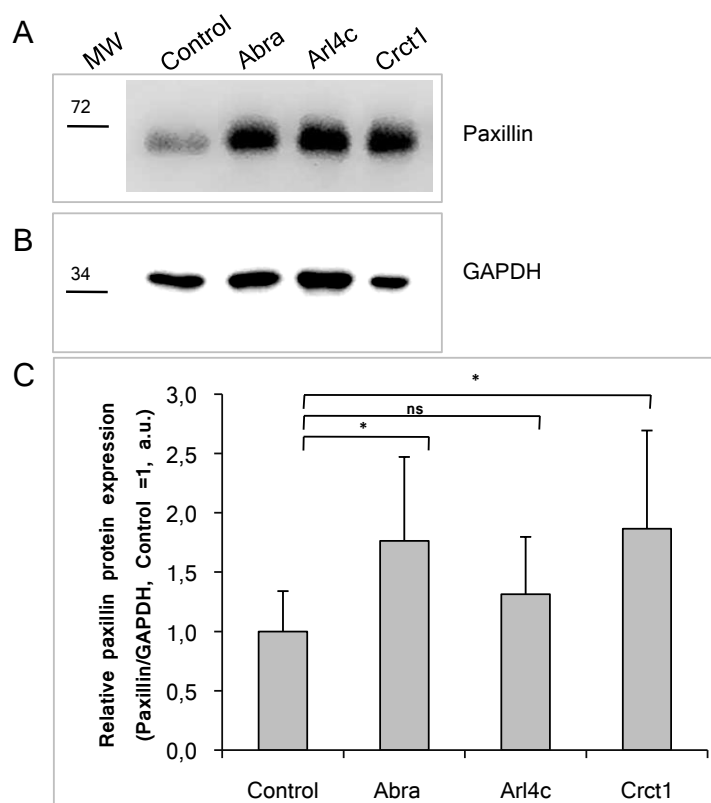 A
MW Control Abra Arl4c Crct1
72
Paxillin
B
34
GAPDH
C
Relative paxillin protein expression
(Paxillin/GAPDH, Control =1, a.u.)
3,0
2,5
2,0
1,5
1,0
0,5
0,0
*
ns
*
Control Abra Arl4c Crct1